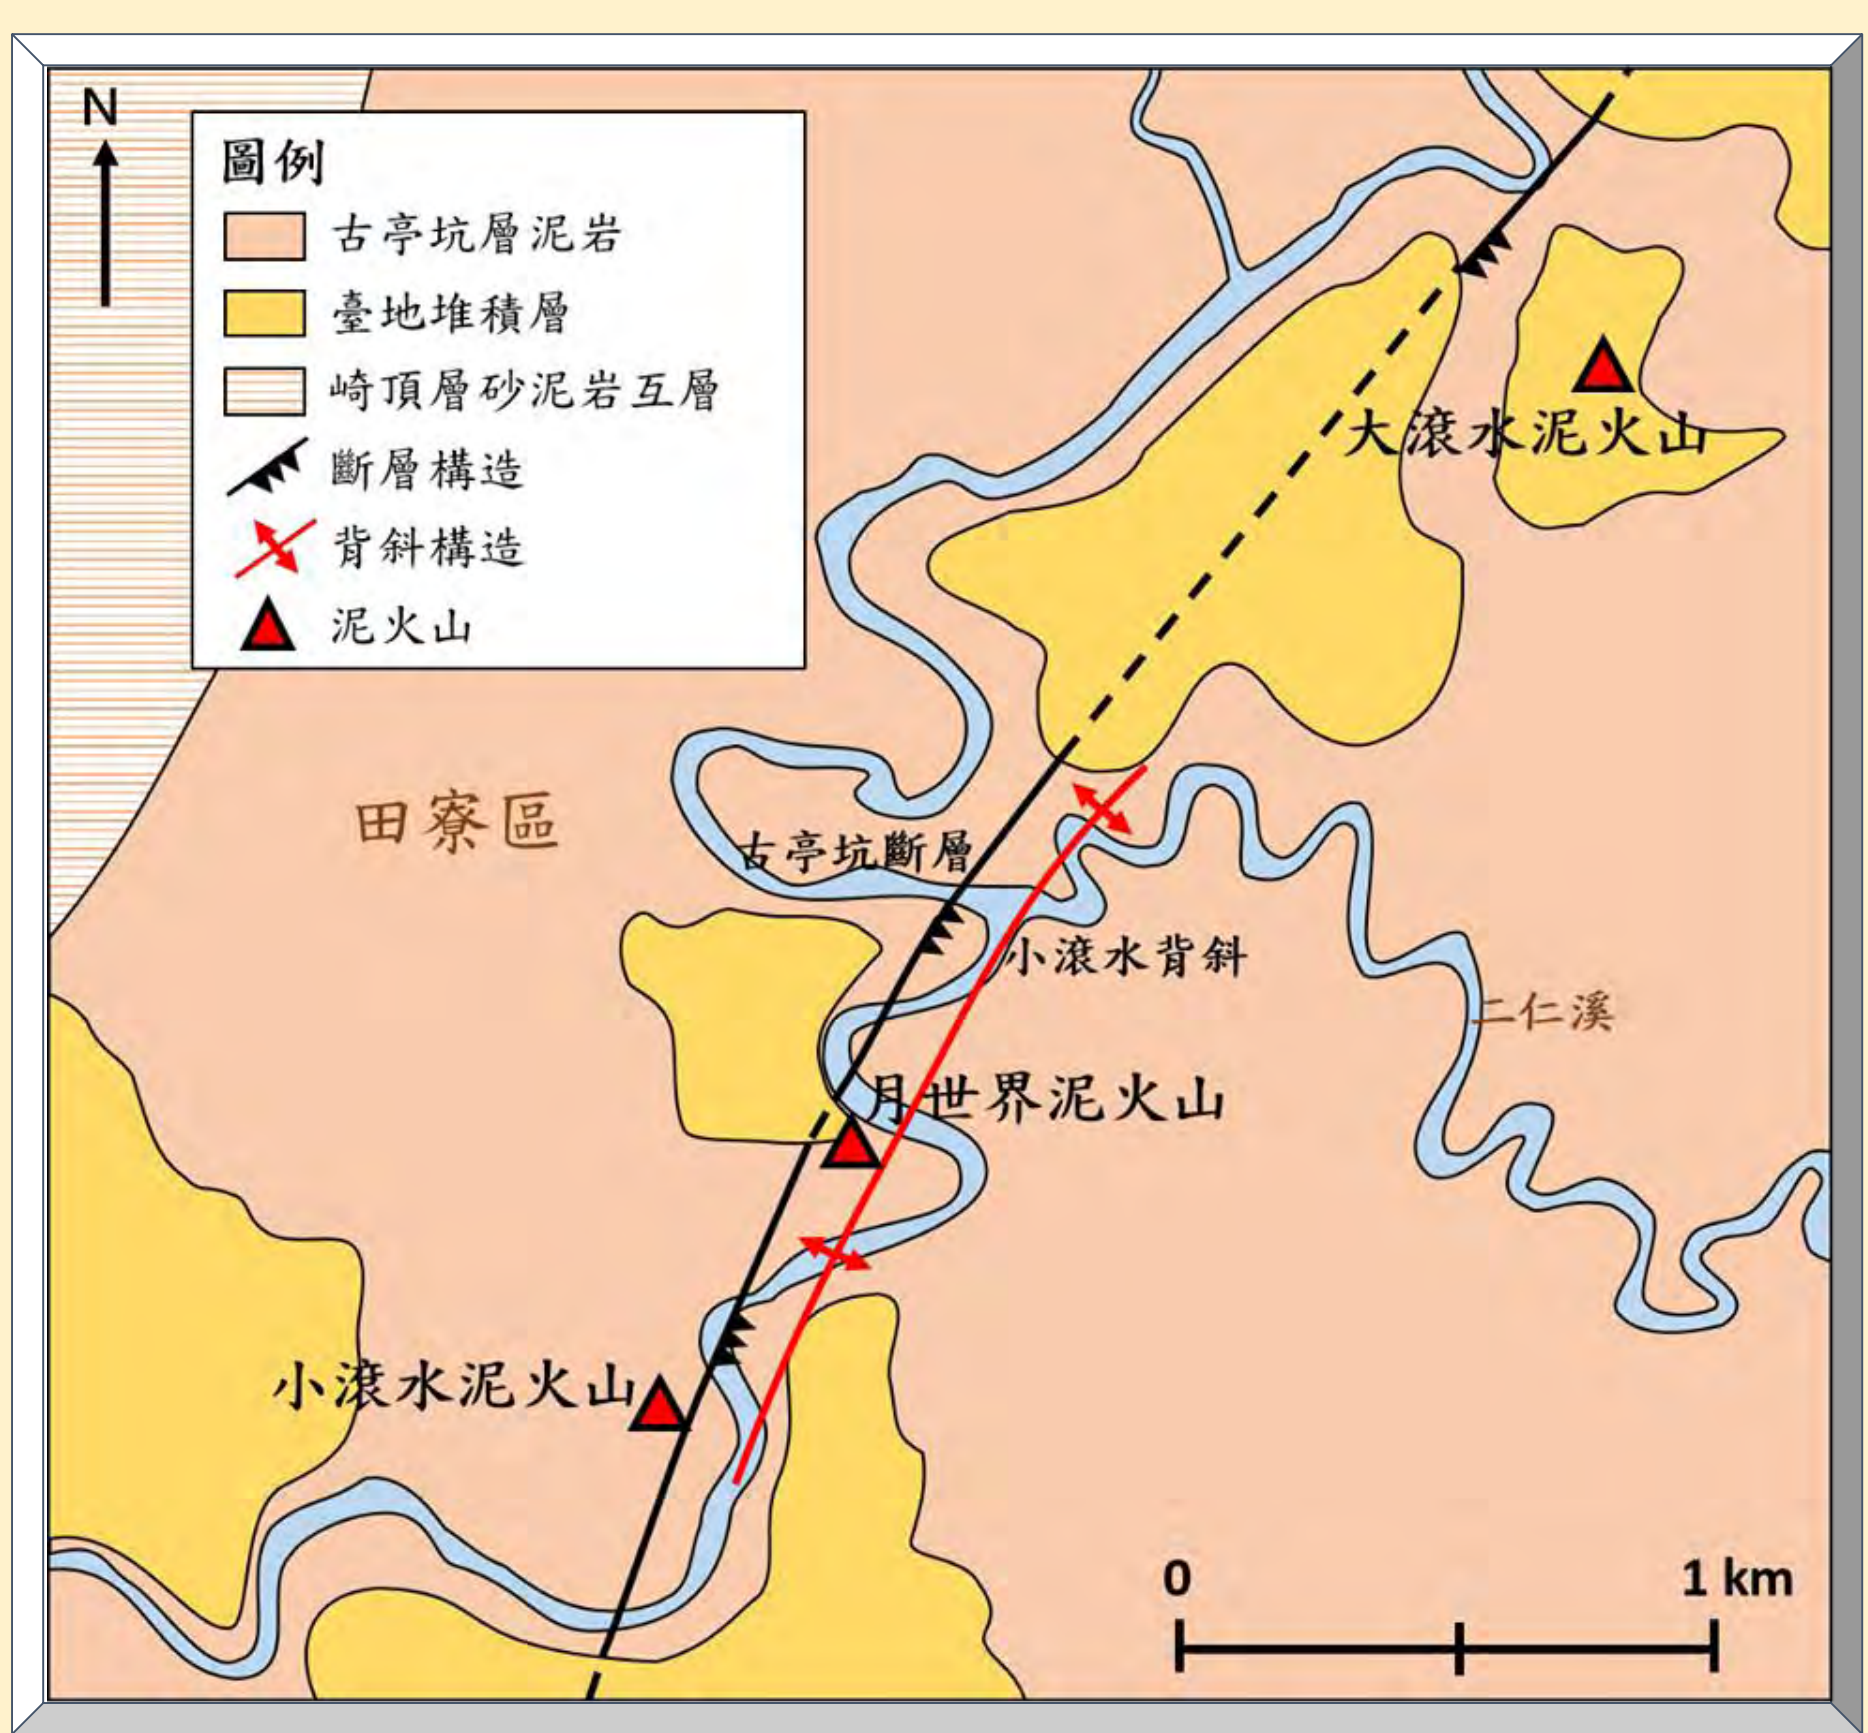 N
圖例
古亭坑層泥岩
臺地堆積層
崎頂層砂泥岩互層
斷層構造
背斜構造
泥火山
大滾水泥火山
田寮區
古亭坑斷層
小滾水背斜
二仁溪
月世界泥火山
小滾水泥火山
0
1 km